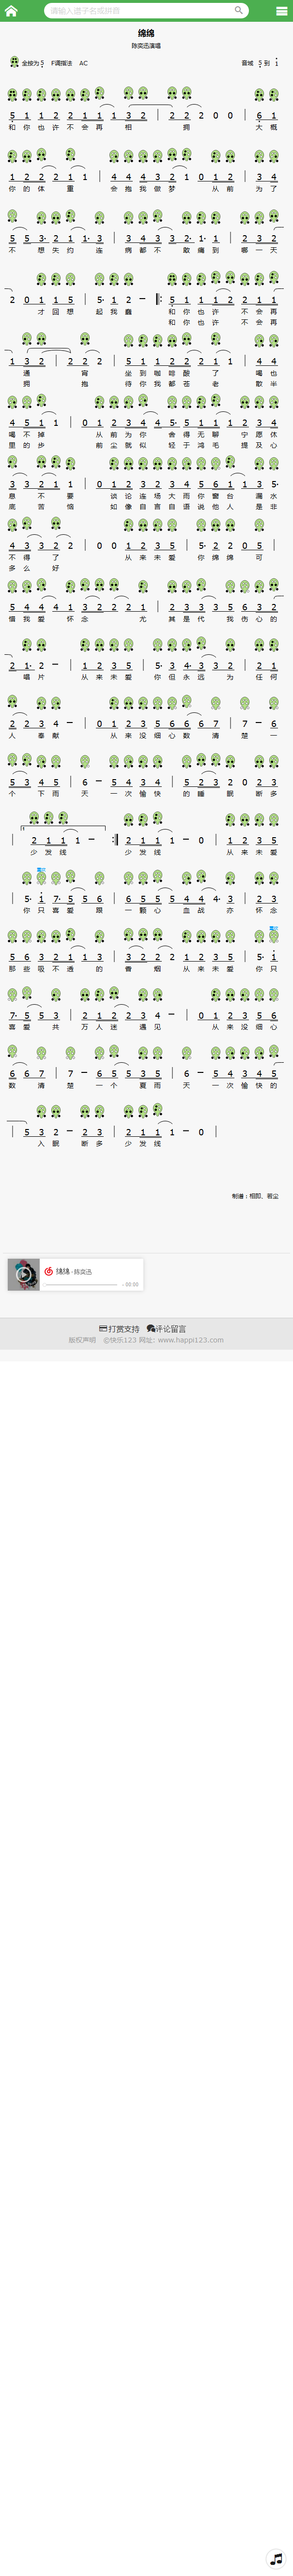 请输入谱子名或拼音
绵绵
陈奕迅演唱
全按为 5 F调指法 AC 音域 5 到 1
5 1 1 2 2 1 1 1 3 2 | 2 2 2 0 0 | 6 1
和 你 也 许 不 会 再 相 拥 大 概
1 2 2 2 2 1 1 | 4 4 4 3 2 1 0 1 2 | 3 4
你 的 体 重 会 抱 我 做 梦 从 前 为 了
5 5 3· 2 1 1· 3 | 3 4 3 3 2· 1· 1 | 2 3 2
不 想 失 约 连 病 都 不 敢 痛 到 哪 一 天
2 0 1 1 5 | 5· 1 2 − |: 5 1 1 1 2 2 1 1
才 回 想 起 我 蠢 和 你 也 许 不 会 再
和 你 也 许 不 会 再
1 3 2 | 2 2 2 | 5 1 1 2 2 2 1 1 | 4 4
遇 窝 坐 到 咖 啡 酸 了 喝 也
拥 抱 待 你 我 都 苍 老 散 半
4 5 1 1 | 0 1 2 3 4 4 5· 5 1 1 | 1 2 3 4
喝 不 掉 从 前 为 你 舍 得 无 聊 宁 愿 休
里 的 步 前 尘 就 似 轻 于 鸿 毛 提 及 心
3 3 2 1 1 | 0 1 2 3 2 3 4 5 6 1 1 3 5·
息 不 要 谈 论 连 场 大 雨 你 窗 台 漏 水
底 苦 恼 如 像 自 言 自 语 说 他 人 是 非
4 3 3 2 2 | 0 0 1 2 3 5 | 5· 2 2 0 5 |
不 得 了 从 来 未 爱 你 绵 绵 可
多 么 好
5 4 4 4 1 3 2 2 2 1 | 2 1 3 3 5 6 3 2
惜 我 爱 怀 念 尤 其 是 代 我 伤 心 的
2 1· 2 − | 1 2 3 5 | 5· 3 4· 3 3 2 | 2 1
唱 片 从 来 未 爱 你 但 永 远 为 任 何
2 2 3 4 − | 0 1 2 3 5 6 6 6 7 | 7 − 6
人 奉 献 从 来 没 细 心 数 清 楚 一
5 3 4 5 | 6 − 5 4 3 4 | 5 2 3 2 0 2 3
个 下 雨 天 一 次 愉 快 的 睡 眠 断 多
| 2 1 1 1 − :| 2 1 1 1 − 0 | 1 2 3 5
少 发 线 少 发 线 从 来 未 爱
| 5· 1 7· 5 5 6 | 6 5 5 5 4 4 4· 3 | 2 3
你 只 喜 爱 跟 一 颗 心 血 战 亦 怀 念
5 6 3 2 1 1 3 | 3 2 2 2 1 2 3 5 | 5· 1
那 些 吸 不 透 的 香 烟 从 来 未 爱 你 只
7· 5 5 3 | 2 1 2 2 3 4 − | 0 1 2 3 5 6
喜 爱 共 万 人 迷 遇 见 从 来 没 细 心
6 6 7 | 7 − 6 5 5 3 5 | 6 − 5 4 3 4 5
数 清 楚 一 个 夏 雨 天 一 次 愉 快 的
| 5 3 2 − 2 3 | 2 1 1 1 − 0 |
入 眠 断 多 少 发 线
绵绵 - 陈奕迅
- 00:00
打赏支持 评论留言
版权声明 ©快乐123 网址: www.happi123.com